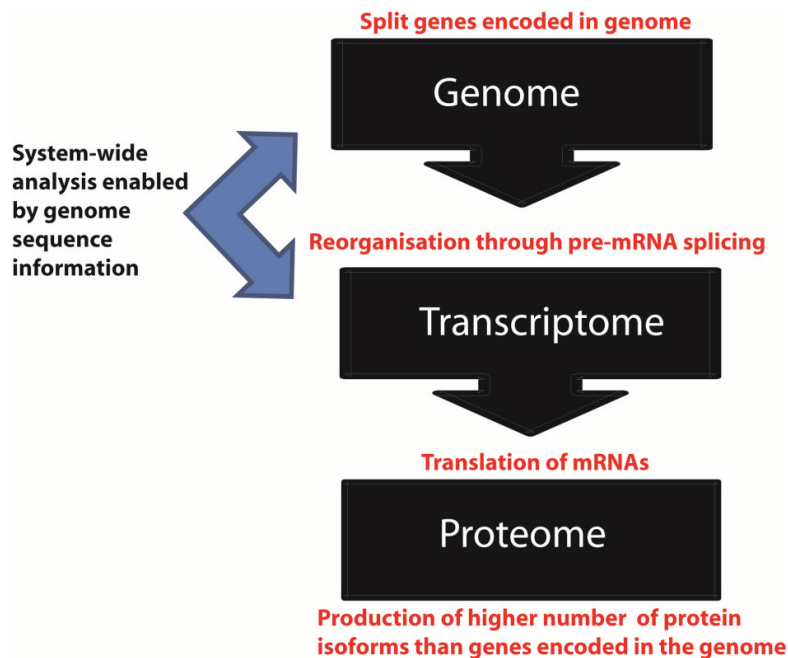 Split genes encoded in genome
Genome
System-wide
analysis enabled
by genome
sequence
information
Reorganisation through pre-mRNA splicing
Transcriptome
Translation of mRNAs
Proteome
Production of higher number of protein
isoforms than genes encoded in the genome